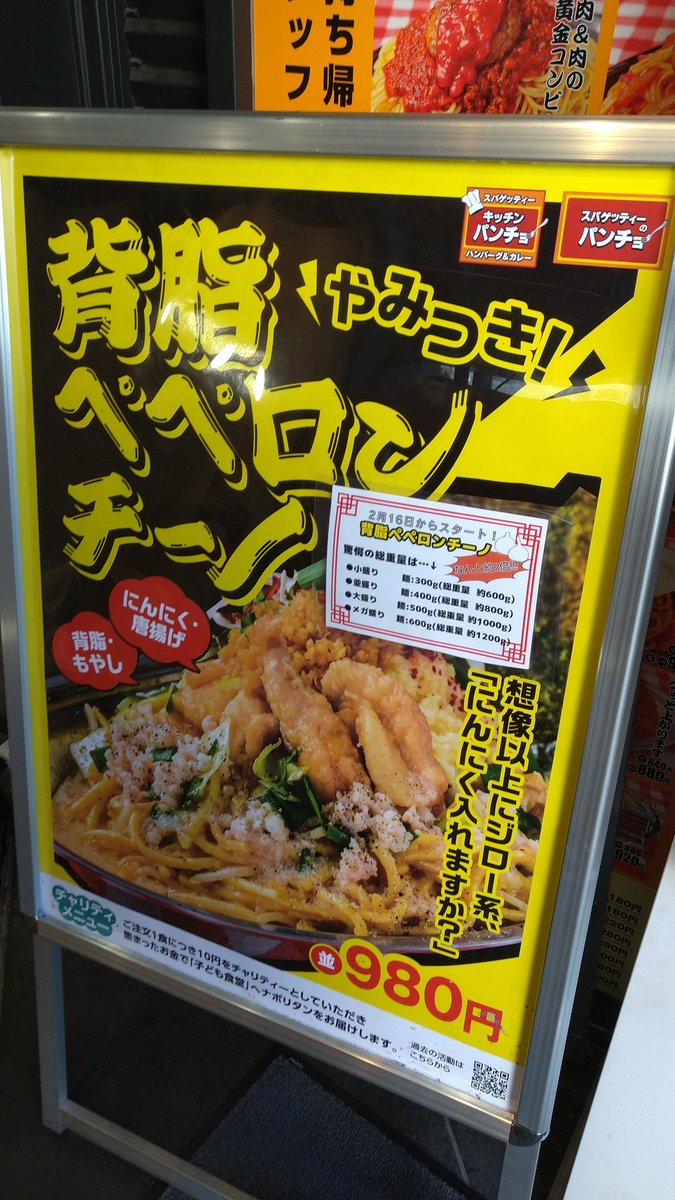 持ち帰
ッフ
肉&肉の
黄金コンビ
スパゲッティー
キッチン
パンチョ
ハンバーグ&カレー
スパゲッティーの
パンチョ
背脂
ペペロン
チーノ
やみつき!
2月16日からスタート!
背脂ペペロンチーノ
驚愕の総重量は…↓
なんと約2倍!!!
●小盛り 麺:300g(総重量 約600g)
●並盛り 麺:400g(総重量 約800g)
●大盛り 麺:500g(総重量 約1000g)
●メガ盛り 麺:600g(総重量 約1200g)
にんにく・
唐揚げ
背脂・
もやし
想像以上にジロー系、
「にんにく入れますか?」
チャリティ
メニュー
ご注文1食につき10円をチャリティーとしていただき
集まったお金で「子ども食堂」へナポリタンをお届けします。
並980円
過去の活動は
こちらから